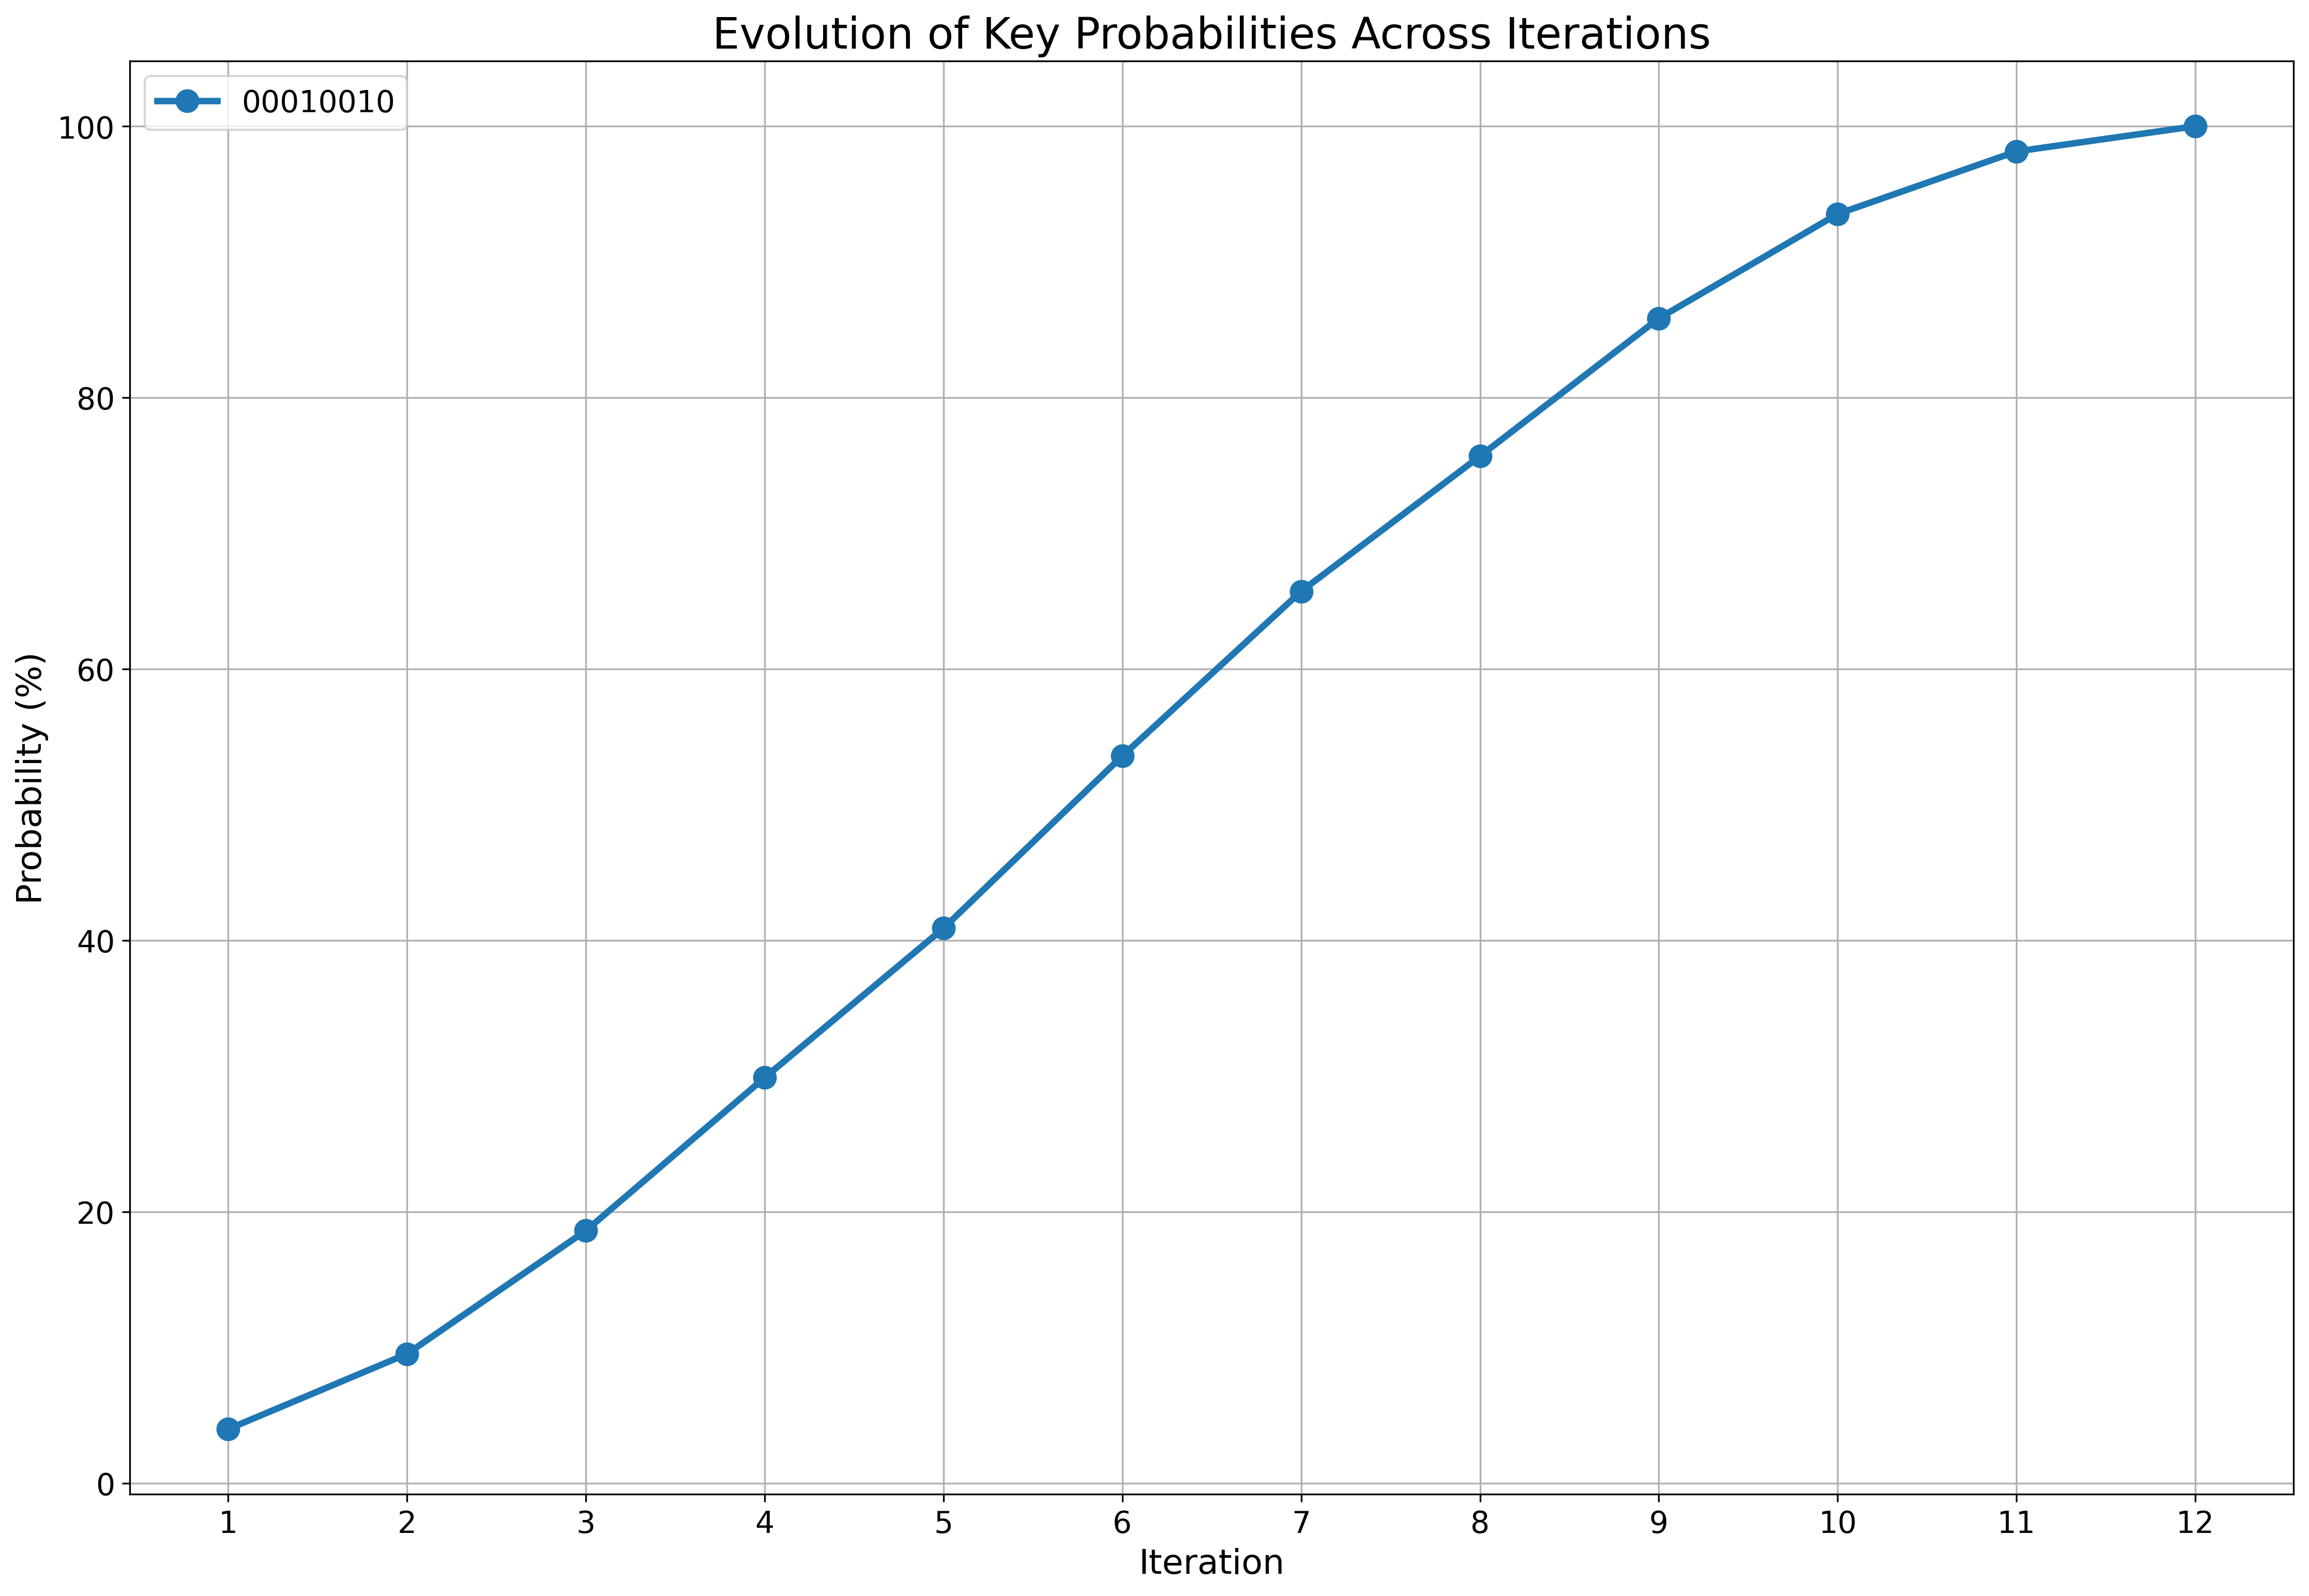 Evolution of Key Probabilities Across Iterations
00010010
100
80
60
40
20
0
Probability (%)
1 2 3 4 5 6 7 8 9 10 11 12
Iteration